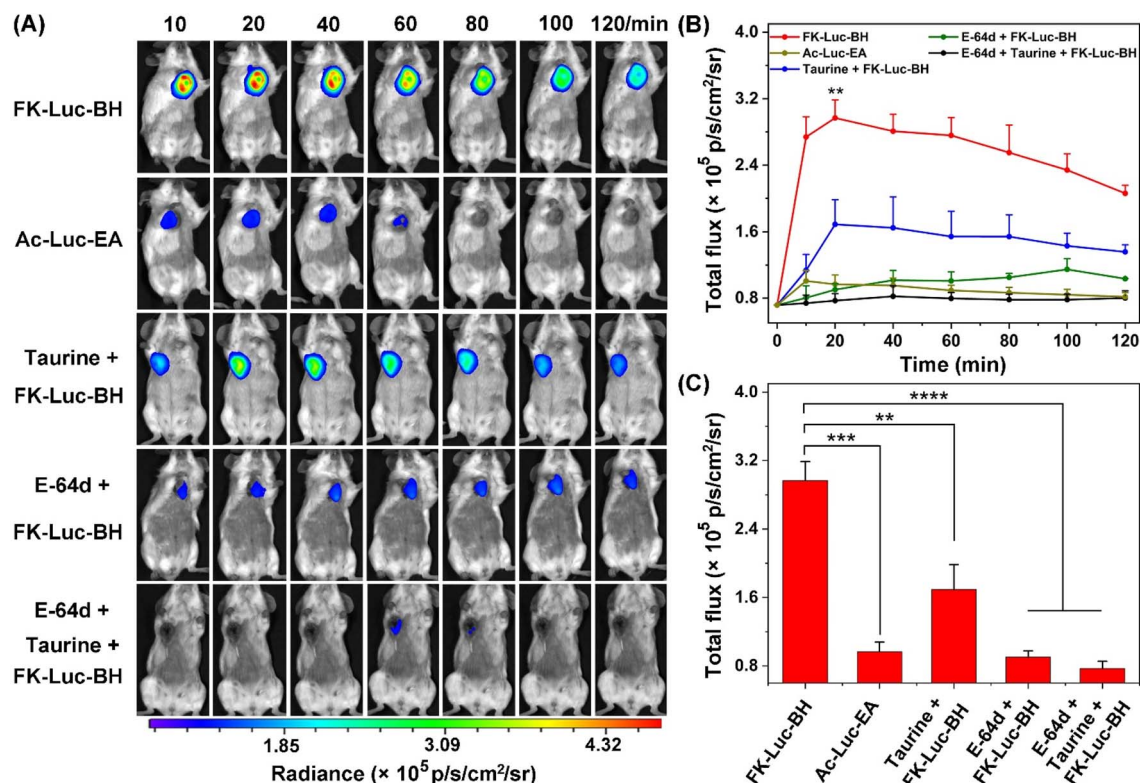 (A)
10 20 40 60 80 100 120/min
FK-Luc-BH
Ac-Luc-EA
Taurine +
FK-Luc-BH
E-64d +
FK-Luc-BH
E-64d +
Taurine +
FK-Luc-BH
1.85 3.09 4.32
Radiance (× 10⁵ p/s/cm²/sr)
(B)
FK-Luc-BH
Ac-Luc-EA
Taurine + FK-Luc-BH
E-64d + FK-Luc-BH
E-64d + Taurine + FK-Luc-BH
**
Total flux (× 10⁵ p/s/cm²/sr)
3.2
2.4
1.6
0.8
0 20 40 60 80 100 120
Time (min)
(C)
Total flux (× 10⁵ p/s/cm²/sr)
4.0
3.2
2.4
1.6
0.8
****
**
***
FK-Luc-BH
Ac-Luc-EA
Taurine +
FK-Luc-BH
E-64d +
FK-Luc-BH
E-64d +
Taurine +
FK-Luc-BH